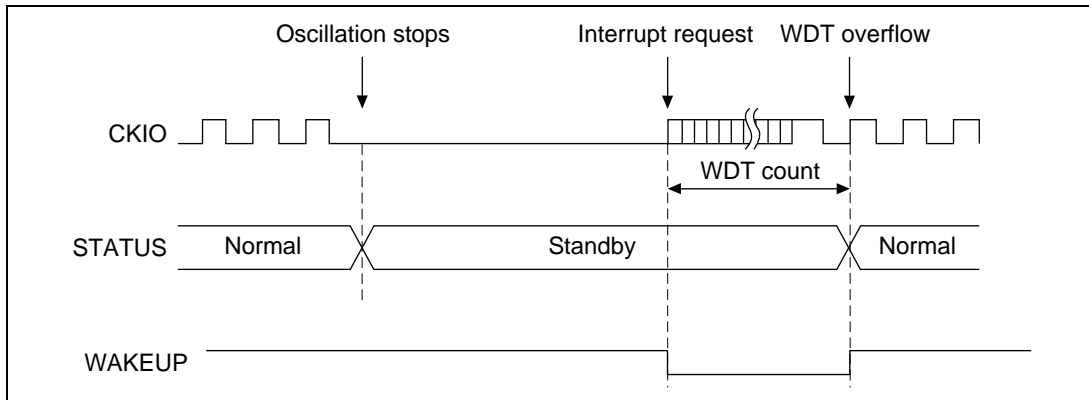 Oscillation stops Interrupt request WDT overflow
CKIO
WDT count
STATUS Normal Standby Normal
WAKEUP